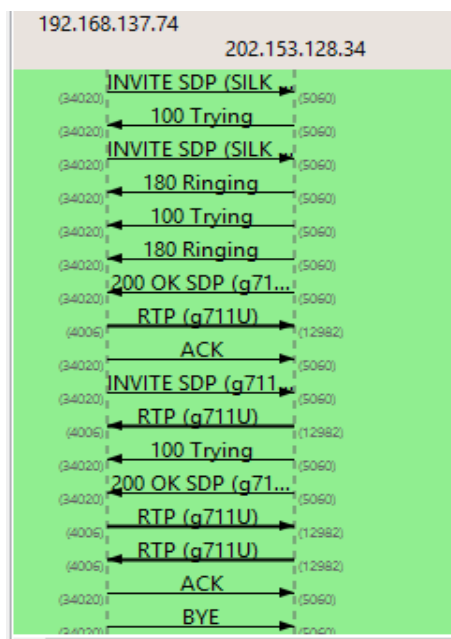 192.168.137.74
202.153.128.34
INVITE SDP (SILK ...
(34020) (5060)
100 Trying
(34020) (5060)
INVITE SDP (SILK ...
(34020) (5060)
180 Ringing
(34020) (5060)
100 Trying
(34020) (5060)
180 Ringing
(34020) (5060)
200 OK SDP (g71...
(34020) (5060)
RTP (g711U)
(4006) (12982)
ACK
(34020) (5060)
INVITE SDP (g711...
(34020) (5060)
RTP (g711U)
(4006) (12982)
100 Trying
(34020) (5060)
200 OK SDP (g71...
(34020) (5060)
RTP (g711U)
(4006) (12982)
RTP (g711U)
(4006) (12982)
ACK
(34020) (5060)
BYE
(34020) (5060)